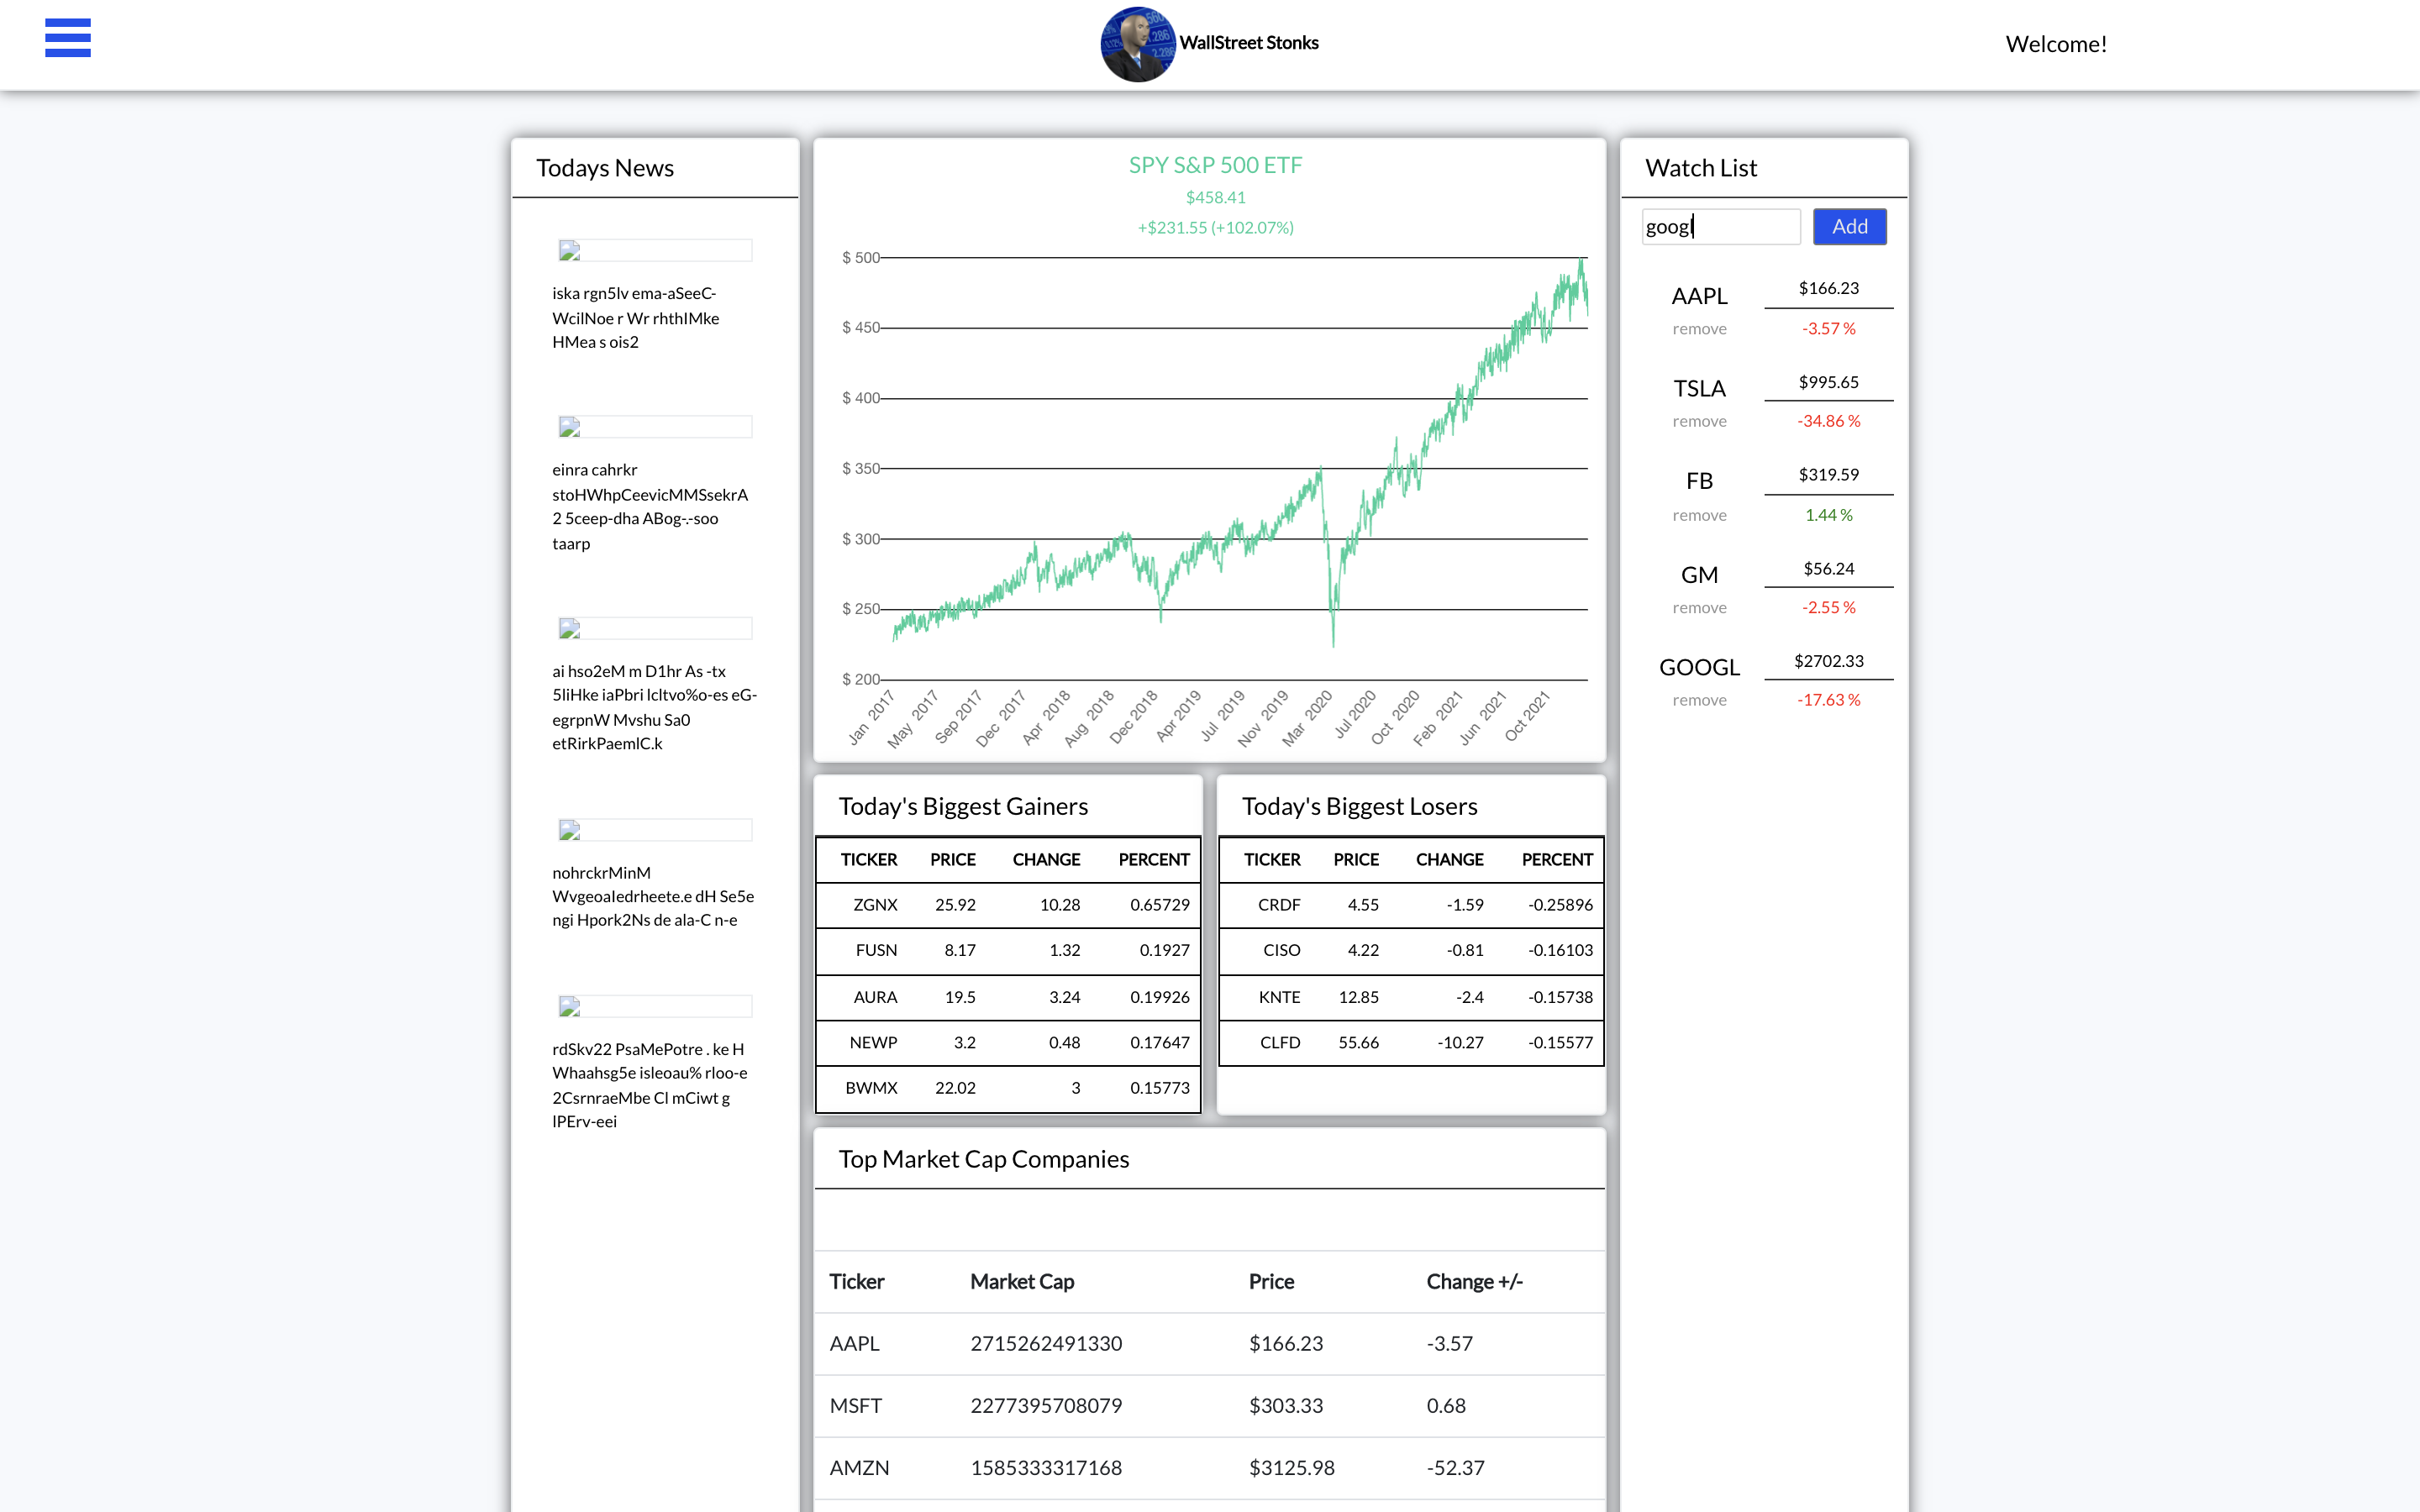 WallStreet Stonks
Welcome!
Todays News
iska rgn5lv ema-aSeeC-
WcilNoe r Wr rhthIMke
HMea s ois2
einra cahrkr
stoHWhpCeevicMMSsekrA
2 5ceep-dha ABog-.-soo
taarp
ai hso2eM m D1hr As -tx
5liHke iaPbri lcltvo%o-es eG-
egrpnW Mvshu Sa0
etRirkPaemlC.k
nohrckrMinM
WvgeoaIedrheete.e dH Se5e
ngi Hpork2Ns de ala-C n-e
rdSkv22 PsaMePotre . ke H
Whaahsg5e isleoau% rloo-e
2CsrnraeMbe Cl mCiwt g
lPErv-eei
SPY S&P 500 ETF
$458.41
+$231.55 (+102.07%)
$ 500
$ 450
$ 400
$ 350
$ 300
$ 250
$ 200
Jan 2017 May 2017 Sep 2017 Dec 2017 Apr 2018 Aug 2018 Dec 2018 Apr 2019 Jul 2019 Nov 2019 Mar 2020 Jul 2020 Oct 2020 Feb 2021 Jun 2021 Oct 2021
Today's Biggest Gainers
TICKER PRICE CHANGE PERCENT
ZGNX 25.92 10.28 0.65729
FUSN 8.17 1.32 0.1927
AURA 19.5 3.24 0.19926
NEWP 3.2 0.48 0.17647
BWMX 22.02 3 0.15773
Today's Biggest Losers
TICKER PRICE CHANGE PERCENT
CRDF 4.55 -1.59 -0.25896
CISO 4.22 -0.81 -0.16103
KNTE 12.85 -2.4 -0.15738
CLFD 55.66 -10.27 -0.15577
Top Market Cap Companies
Ticker Market Cap Price Change +/-
AAPL 2715262491330 $166.23 -3.57
MSFT 2277395708079 $303.33 0.68
AMZN 1585333317168 $3125.98 -52.37
Watch List
googl Add
AAPL $166.23
remove -3.57 %
TSLA $995.65
remove -34.86 %
FB $319.59
remove 1.44 %
GM $56.24
remove -2.55 %
GOOGL $2702.33
remove -17.63 %